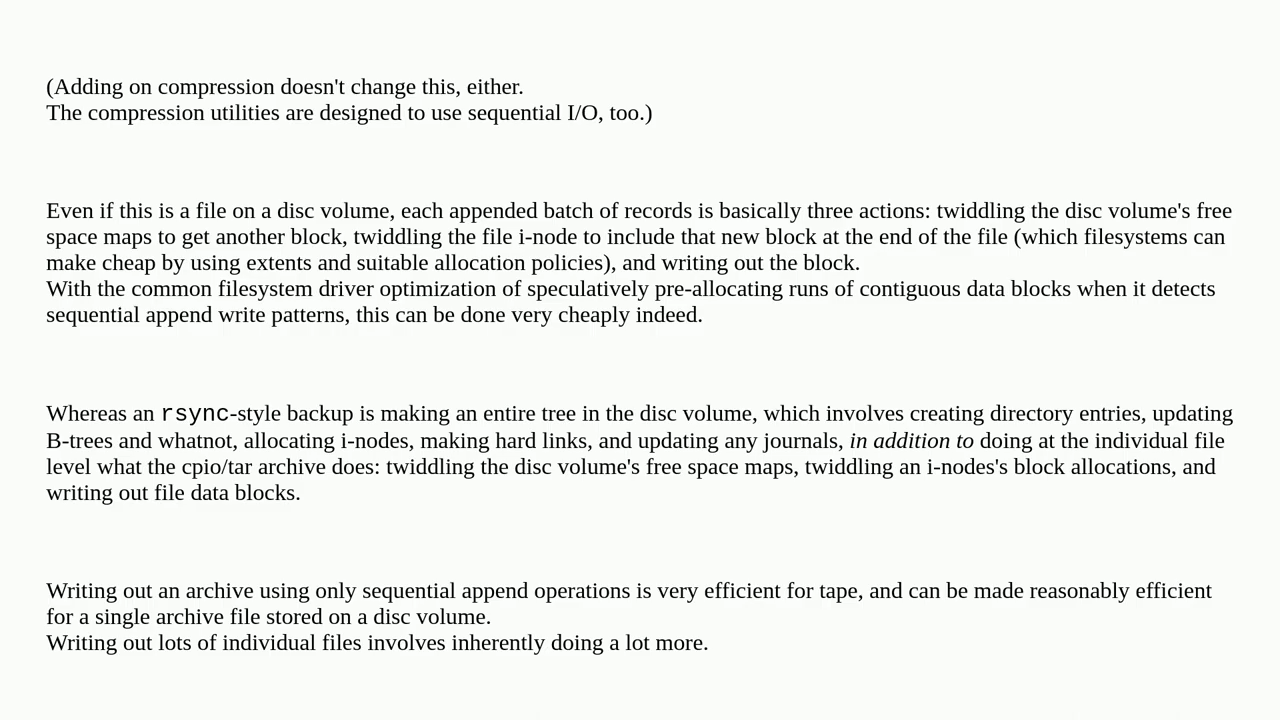 (Adding on compression doesn't change this, either.
The compression utilities are designed to use sequential I/O, too.)
Even if this is a file on a disc volume, each appended batch of records is basically three actions: twiddling the disc volume's free
space maps to get another block, twiddling the file i-node to include that new block at the end of the file (which filesystems can
make cheap by using extents and suitable allocation policies), and writing out the block.
With the common filesystem driver optimization of speculatively pre-allocating runs of contiguous data blocks when it detects
sequential append write patterns, this can be done very cheaply indeed.
Whereas an rsync-style backup is making an entire tree in the disc volume, which involves creating directory entries, updating
B-trees and whatnot, allocating i-nodes, making hard links, and updating any journals, in addition to doing at the individual file
level what the cpio/tar archive does: twiddling the disc volume's free space maps, twiddling an i-nodes's block allocations, and
writing out file data blocks.
Writing out an archive using only sequential append operations is very efficient for tape, and can be made reasonably efficient
for a single archive file stored on a disc volume.
Writing out lots of individual files involves inherently doing a lot more.